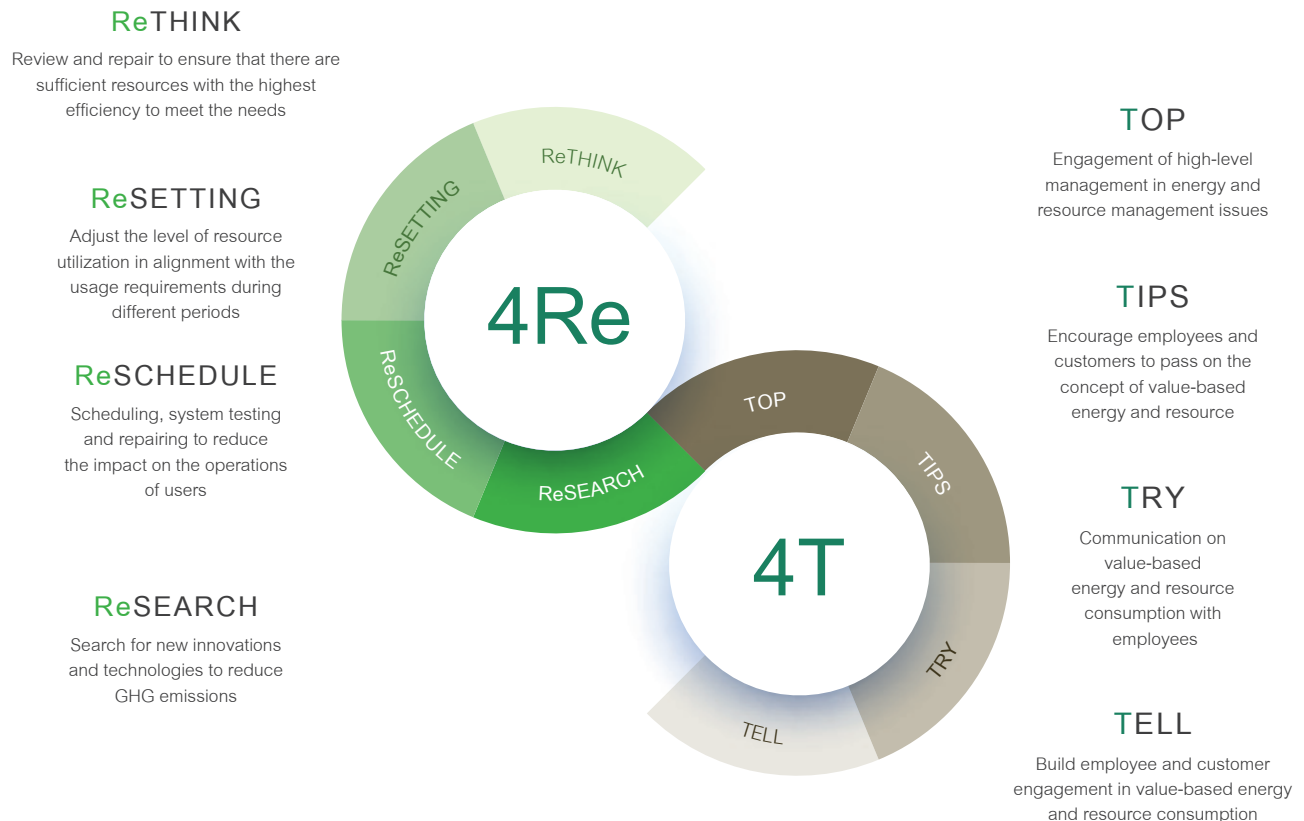 ReTHINK
Review and repair to ensure that there are
sufficient resources with the highest
efficiency to meet the needs
ReSETTING
Adjust the level of resource
utilization in alignment with the
usage requirements during
different periods
ReSCHEDULE
Scheduling, system testing
and repairing to reduce
the impact on the operations
of users
ReSEARCH
Search for new innovations
and technologies to reduce
GHG emissions
ReTHINK
ReSETTING
ReSCHEDULE
ReSEARCH
4Re
TOP
TIPS
TRY
TELL
4T
TOP
Engagement of high-level
management in energy and
resource management issues
TIPS
Encourage employees and
customers to pass on the
concept of value-based
energy and resource
TRY
Communication on
value-based
energy and resource
consumption with
employees
TELL
Build employee and customer
engagement in value-based energy
and resource consumption